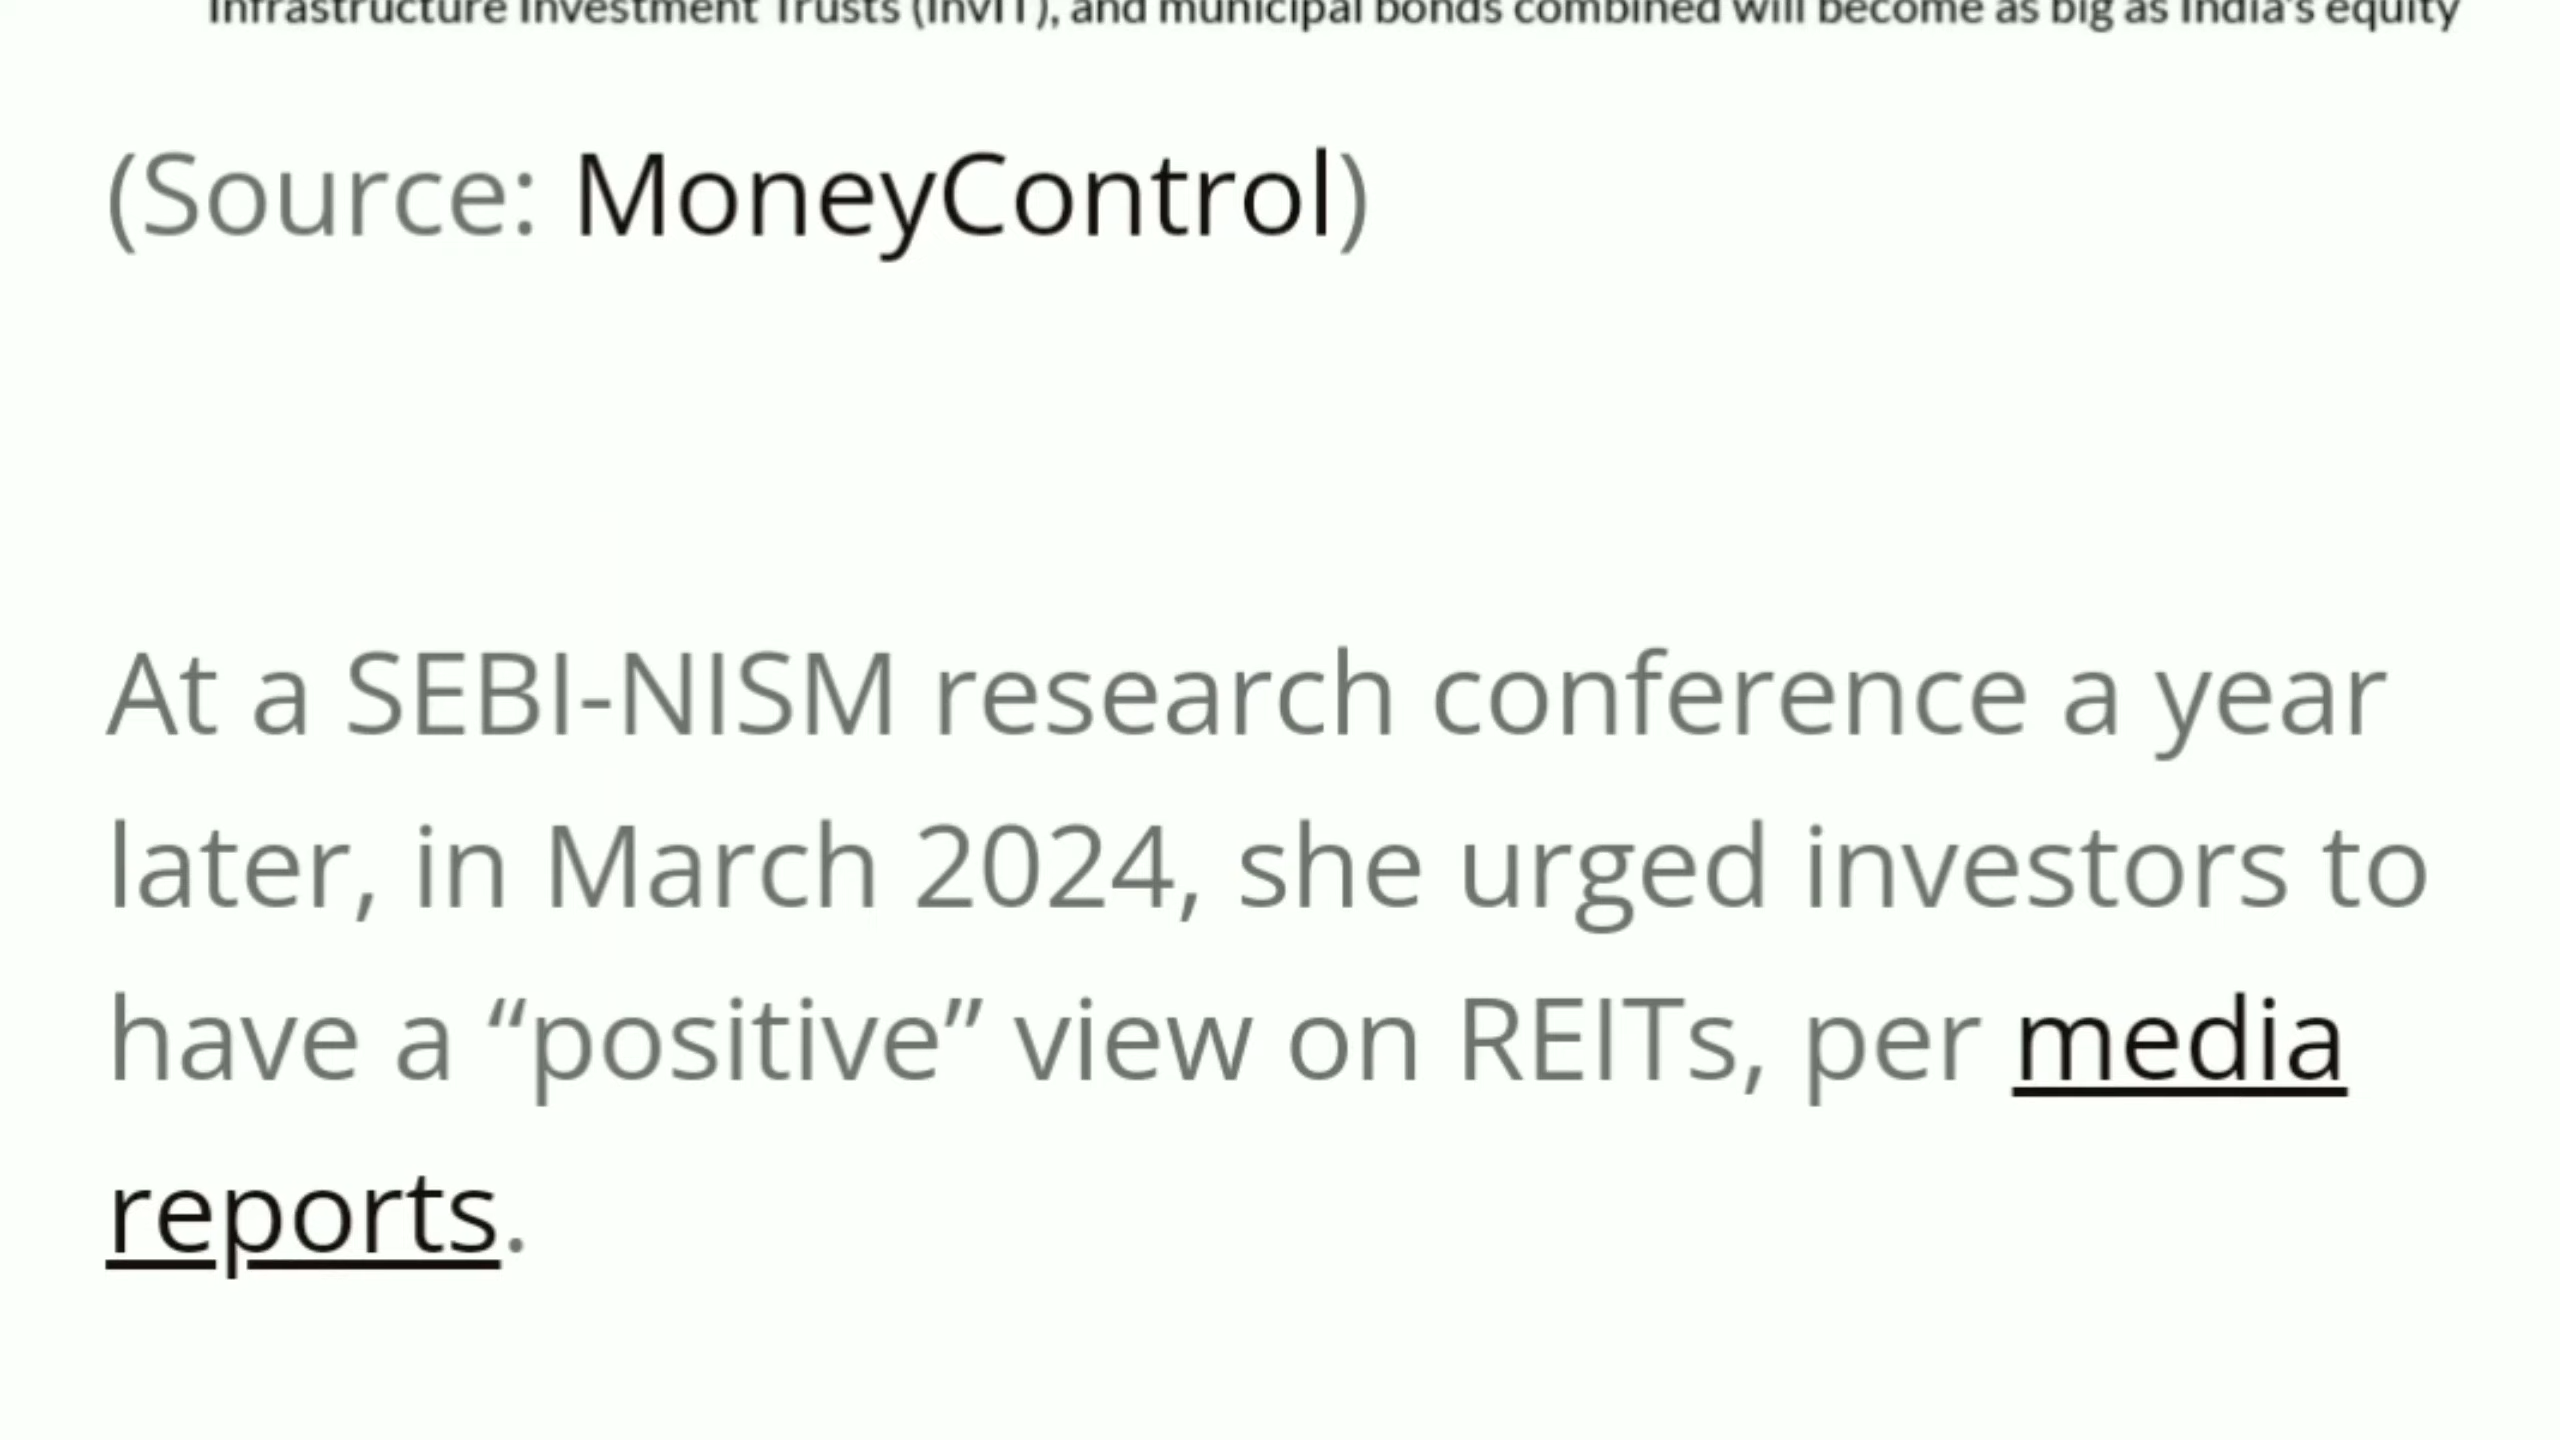 Infrastructure Investment Trusts (InvIT), and municipal bonds combined will become as big as India's equity
(Source: MoneyControl)
At a SEBI-NISM research conference a year
later, in March 2024, she urged investors to
have a “positive” view on REITs, per media
reports.